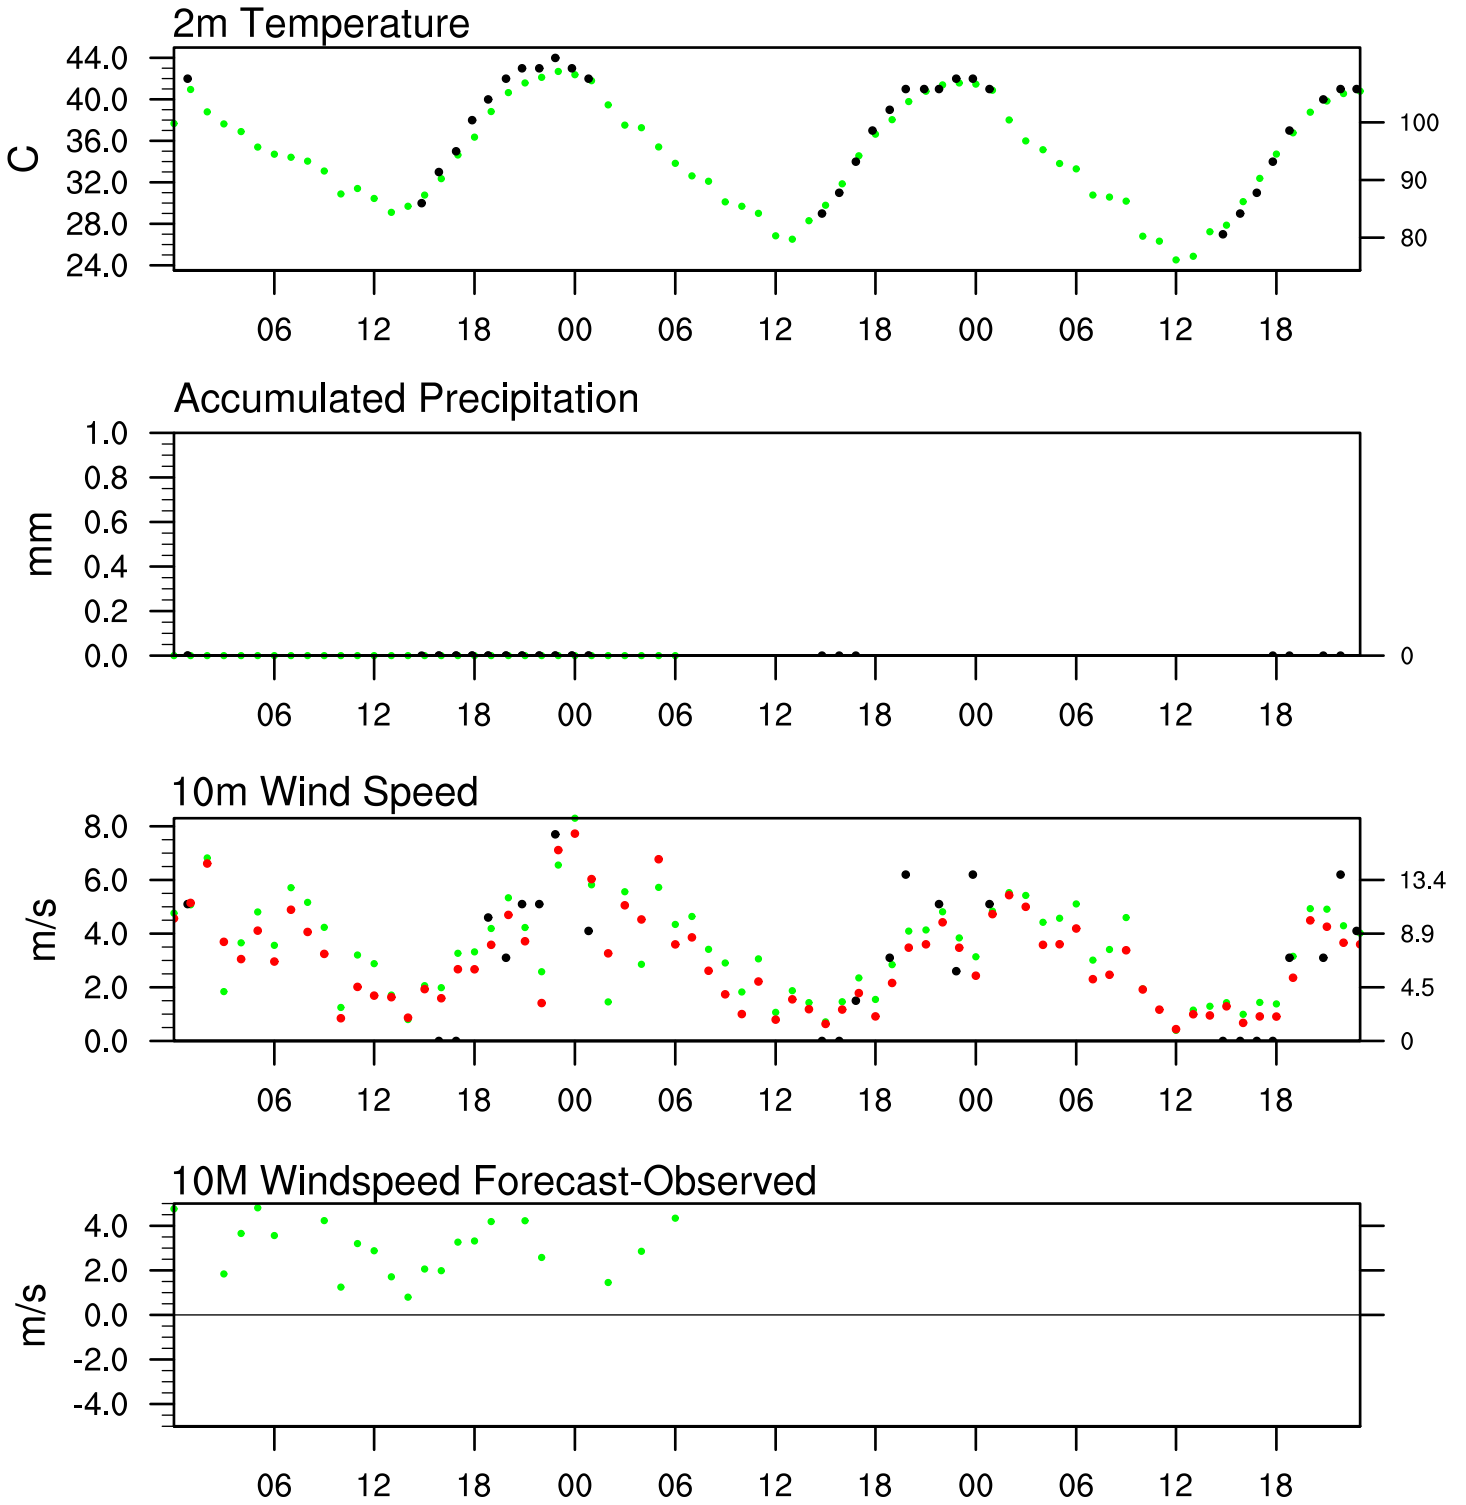 2m Temperature
44.0
40.0
36.0
32.0
28.0
24.0
C
100
90
80
06 12 18 00 06 12 18 00 06 12 18
Accumulated Precipitation
1.0
0.8
0.6
0.4
0.2
0.0
mm
0
06 12 18 00 06 12 18 00 06 12 18
10m Wind Speed
8.0
6.0
4.0
2.0
0.0
m/s
13.4
8.9
4.5
0
06 12 18 00 06 12 18 00 06 12 18
10M Windspeed Forecast-Observed
4.0
2.0
0.0
-2.0
-4.0
m/s
06 12 18 00 06 12 18 00 06 12 18